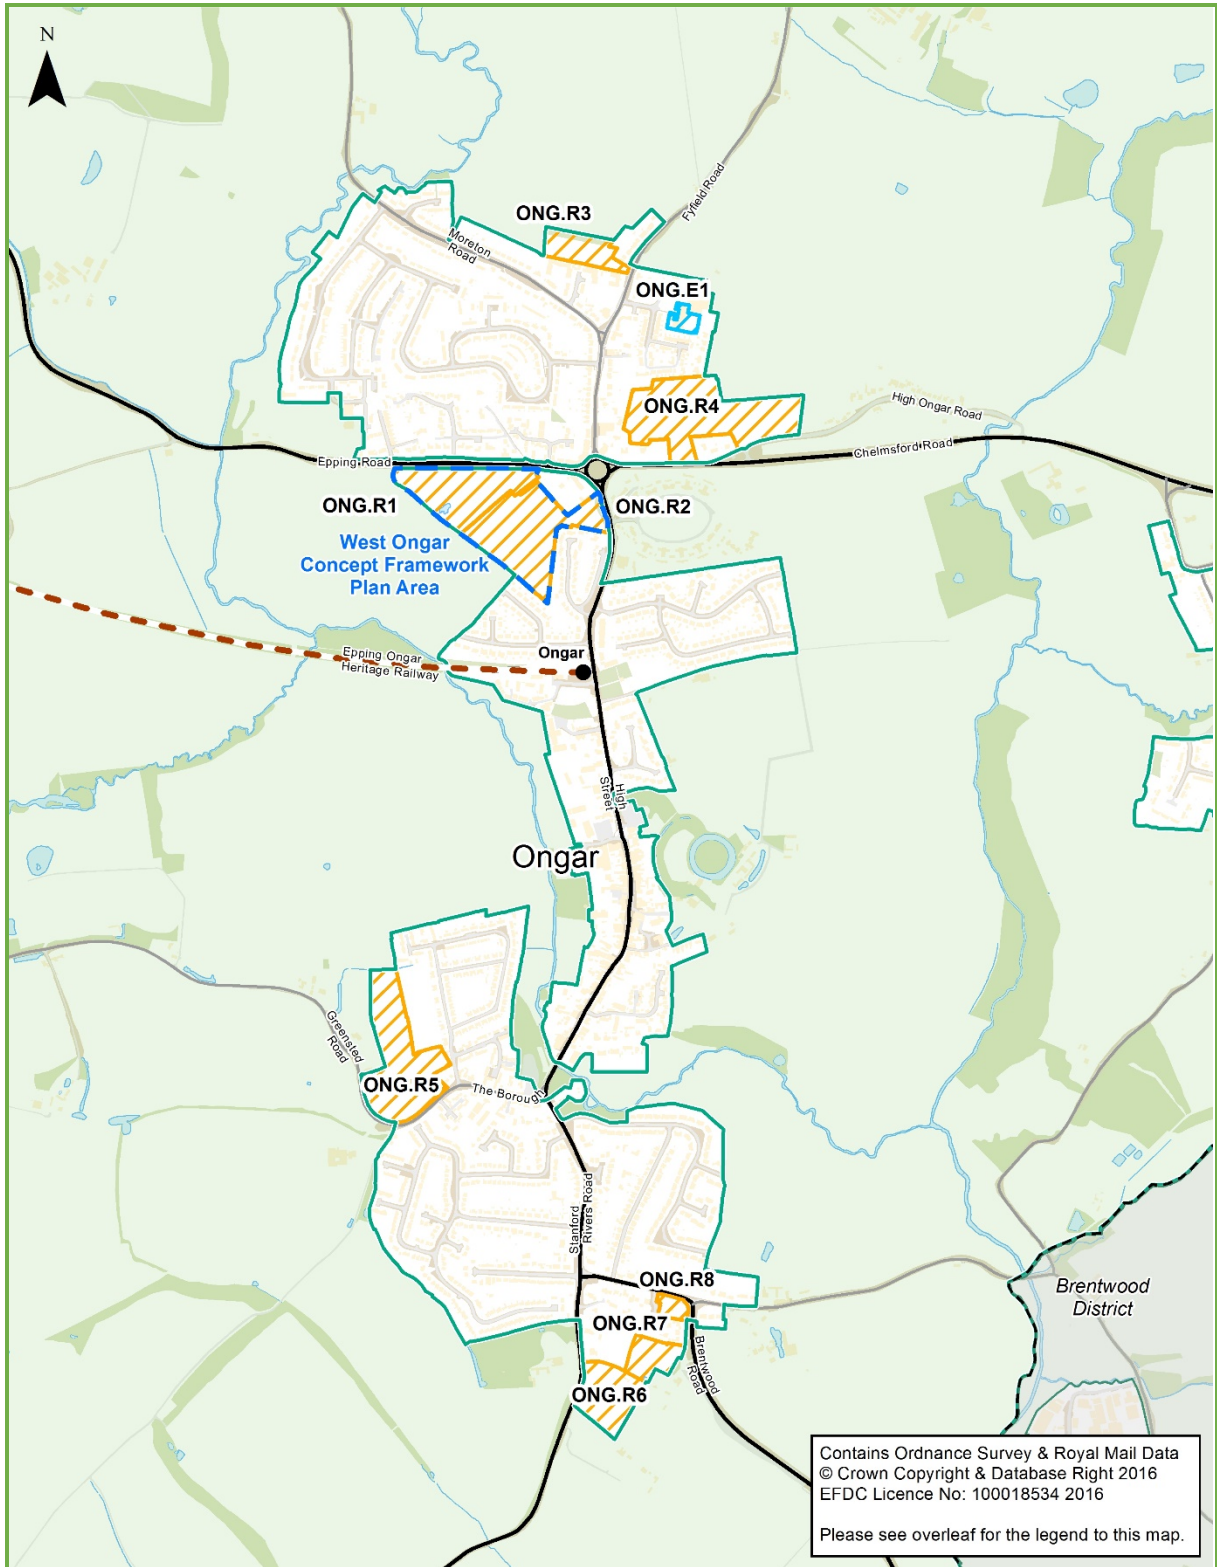 N
ONG.R3
Fyfield Road
Moreton
Road
ONG.E1
ONG.R4
High Ongar Road
Chelmsford Road
Epping Road
ONG.R1
ONG.R2
West Ongar
Concept Framework
Plan Area
Ongar
Epping Ongar
Heritage Railway
High
Street
Ongar
Greensted
Road
ONG.R5
The Borough
Stanford
Rivers Road
ONG.R8
Brentwood
District
ONG.R7
Brentwood
Road
ONG.R6
Contains Ordnance Survey & Royal Mail Data
© Crown Copyright & Database Right 2016
EFDC Licence No: 100018534 2016
Please see overleaf for the legend to this map.